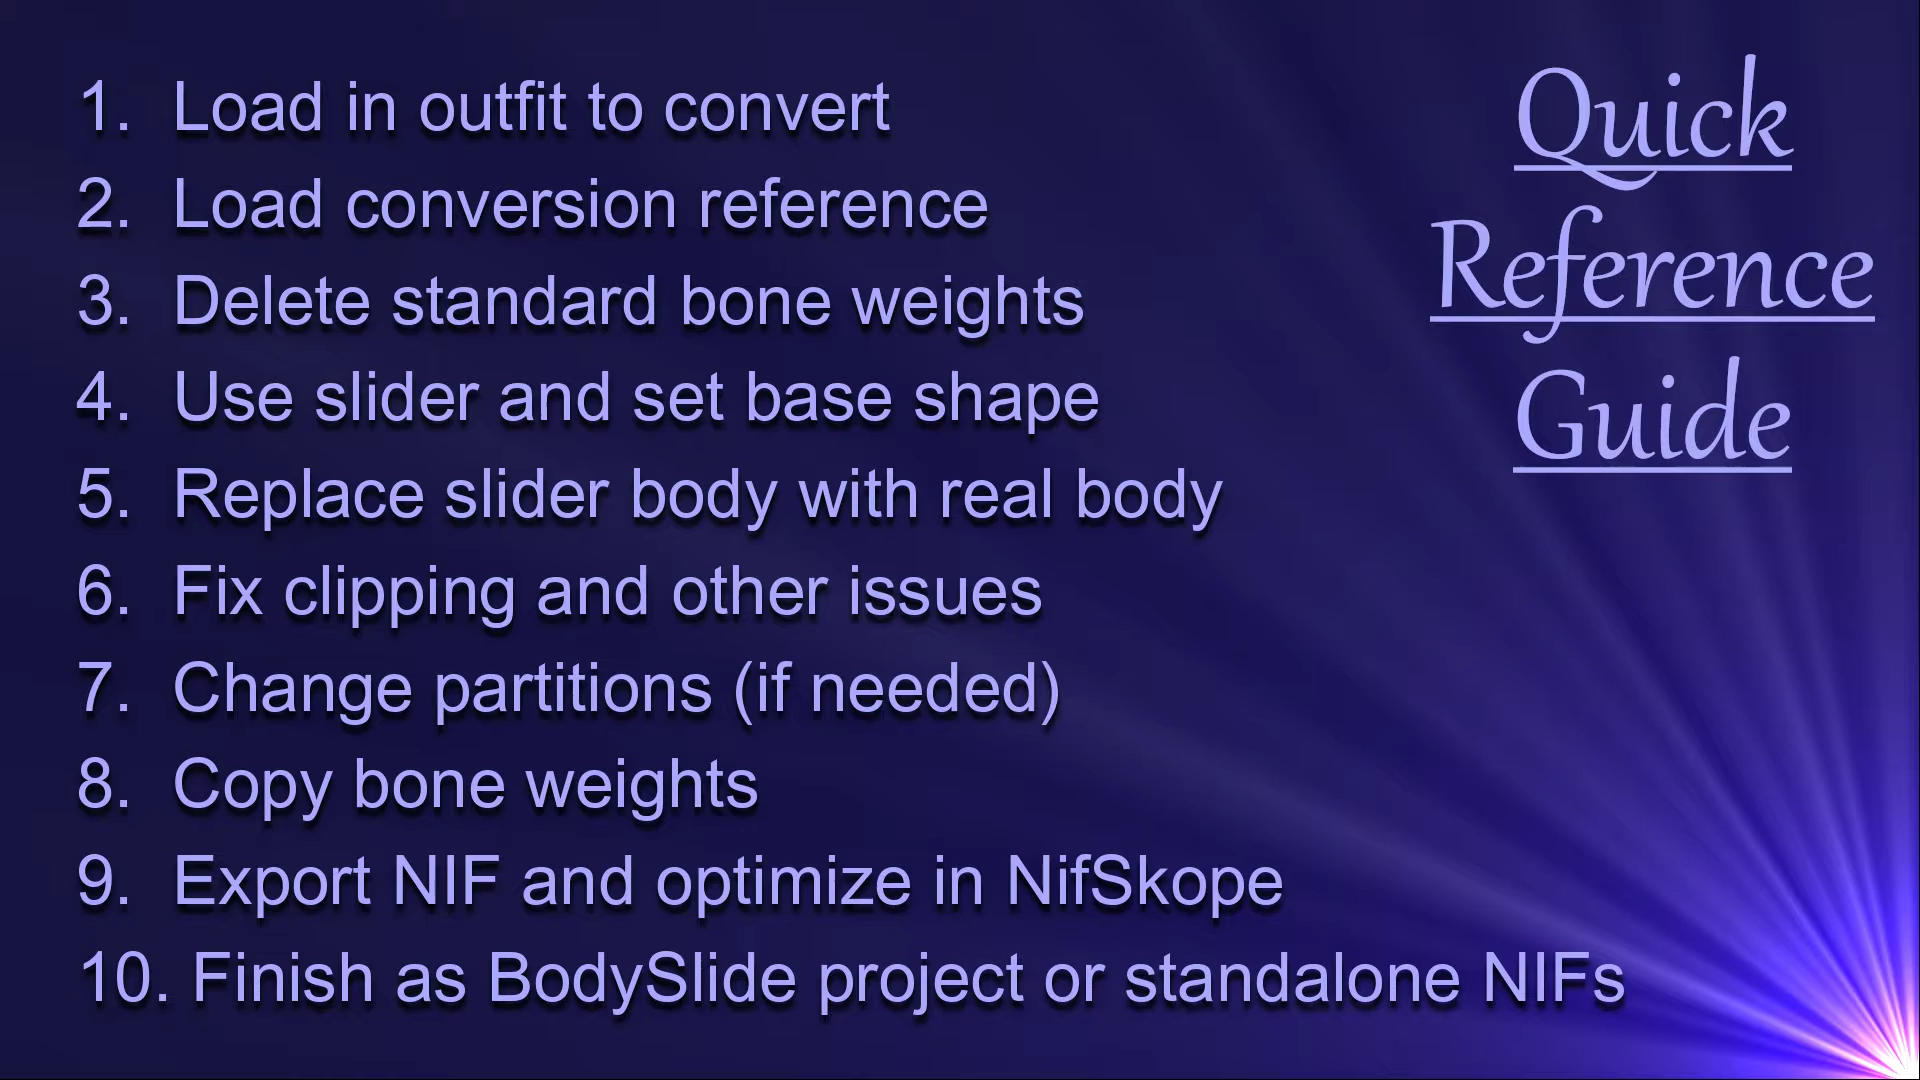 Quick
Reference
Guide
1. Load in outfit to convert
2. Load conversion reference
3. Delete standard bone weights
4. Use slider and set base shape
5. Replace slider body with real body
6. Fix clipping and other issues
7. Change partitions (if needed)
8. Copy bone weights
9. Export NIF and optimize in NifSkope
10. Finish as BodySlide project or standalone NIFs